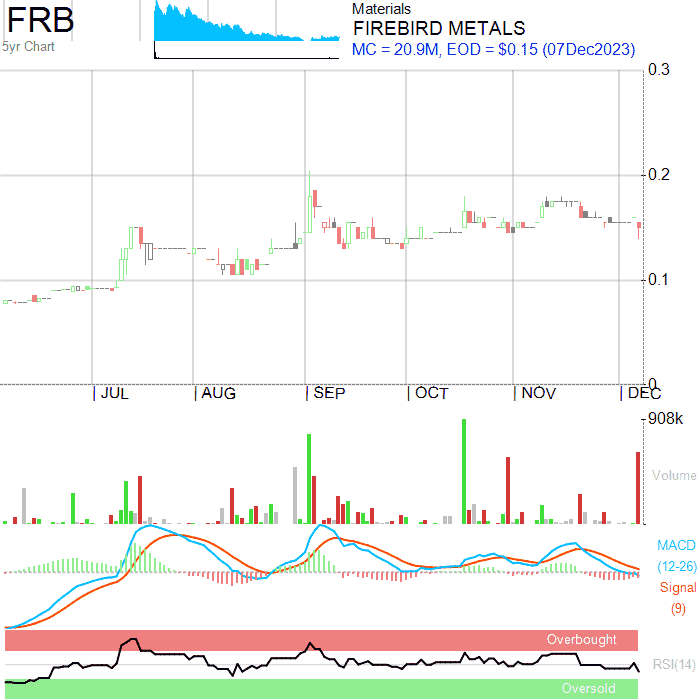 FRB
5yr Chart
Materials
FIREBIRD METALS
MC = 20.9M, EOD = $0.15 (07Dec2023)
0.3
0.2
0.1
0
JUL
AUG
SEP
OCT
NOV
DEC
908k
Volume
MACD
(12-26)
Signal
(9)
Overbought
RSI(14)
Oversold